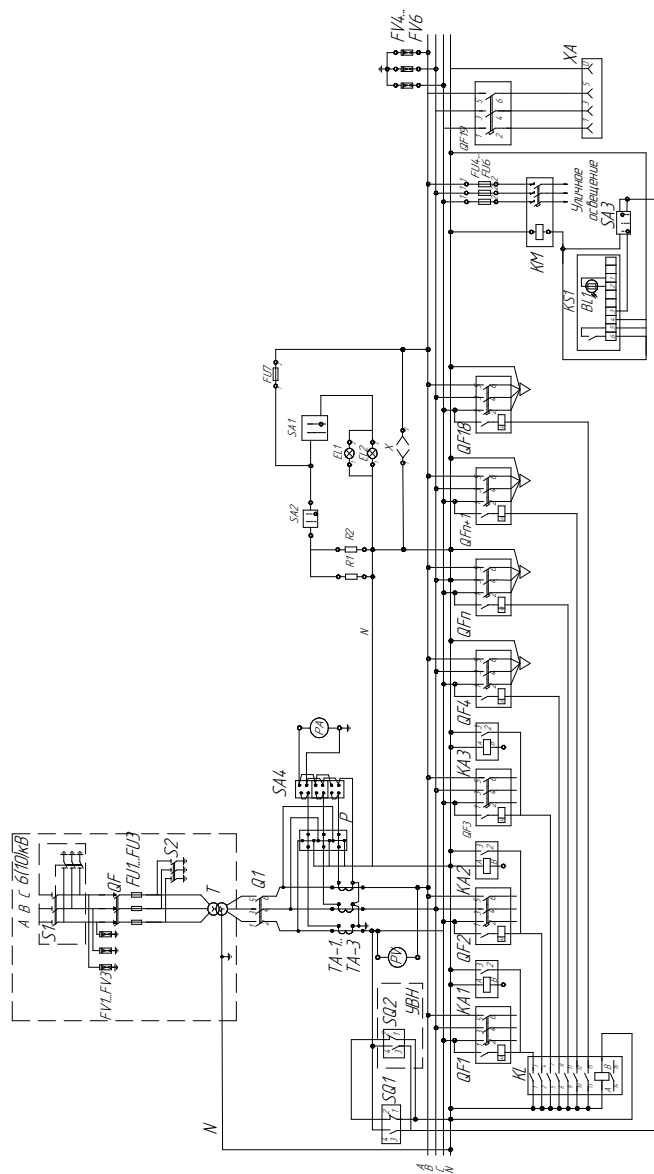 A B C 6(10)кВ
S1
QF
FU1...FU3
S2
FV1...FV3
T
N
Q1
SA4
PA
P
TA-1...
TA-3
PV
SQ1
SQ2
УВН
N
R1
R2
SA2
SA1
FU7
EL1
EL2
X
FV4...
FV6
A
B
C
N
QF1
KA1
QF2
KA2
QF3
KA3
QF4
QFn
QFn+1
QF18
KL
KS1
BL1
KM
FU4...
FU6
Уличное
освещение
SA3
QF19
XA